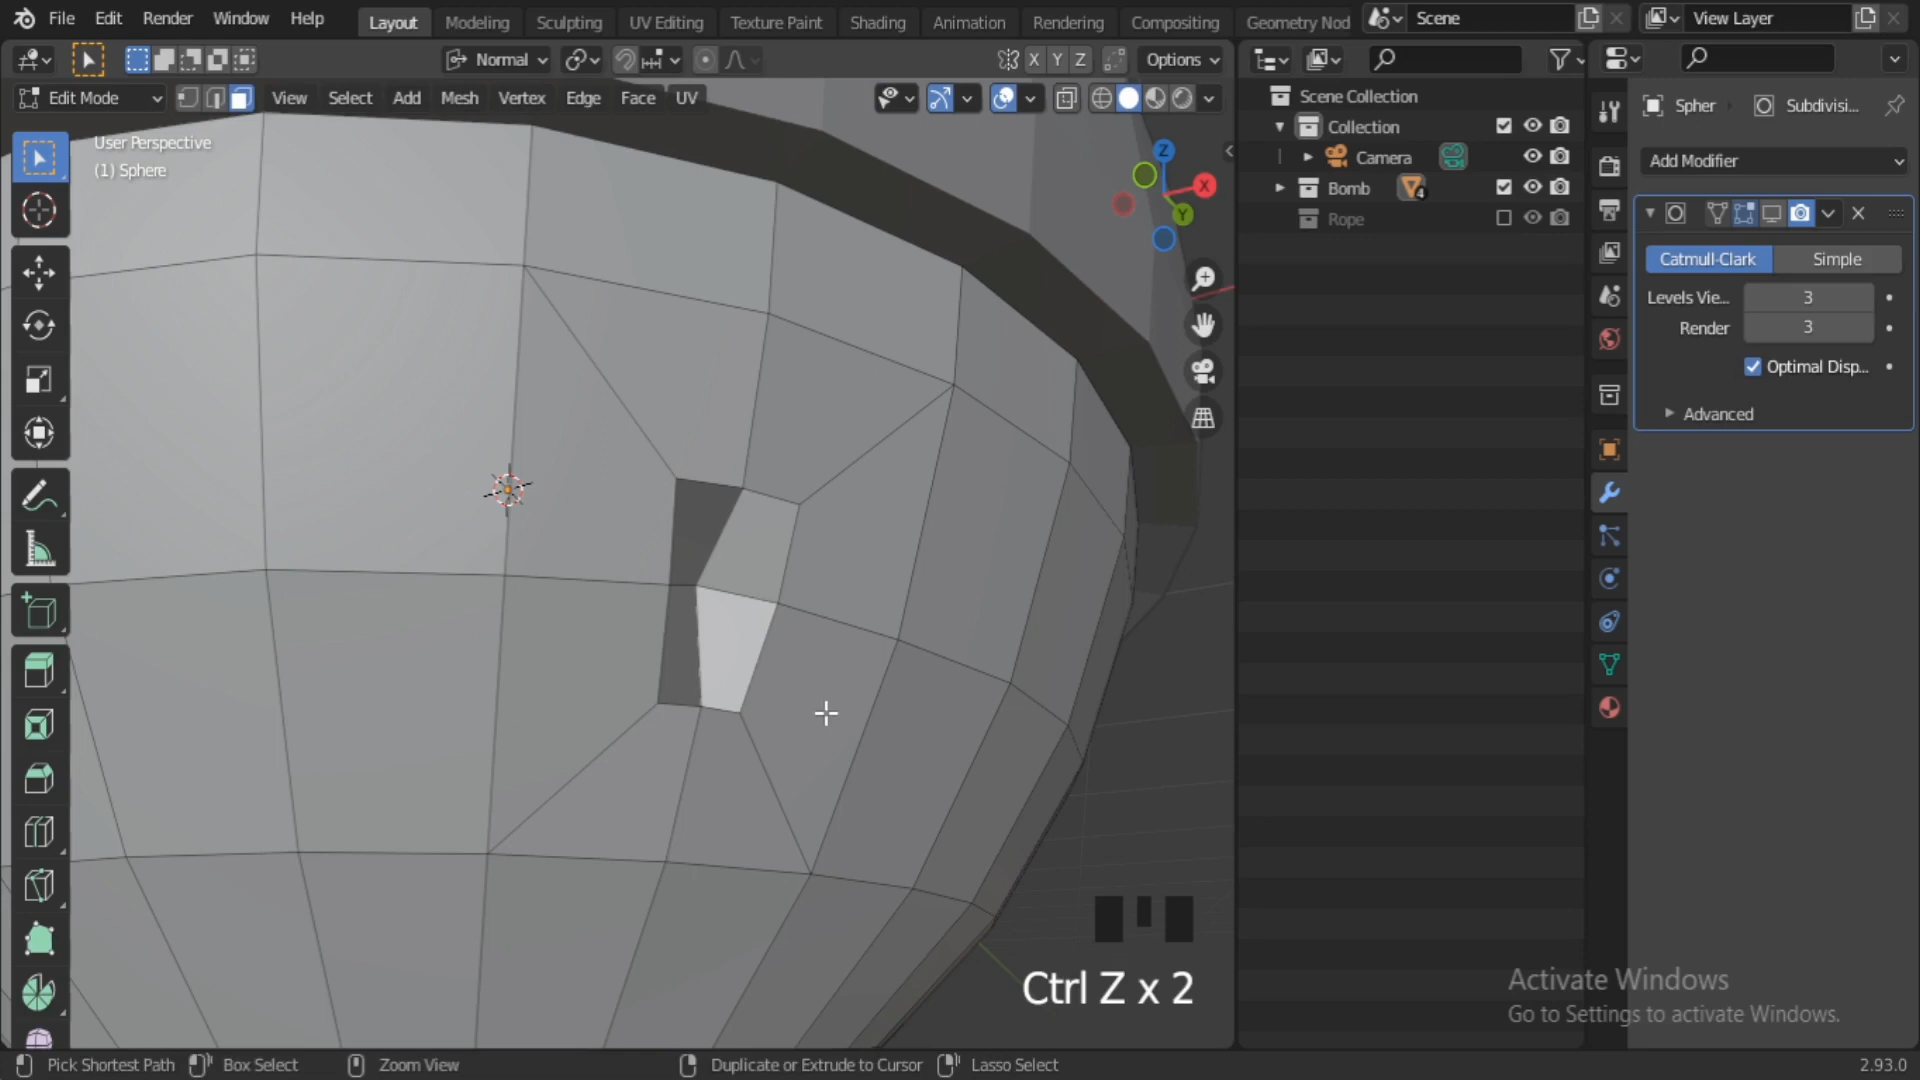 File Edit Render Window Help Layout Modeling Sculpting UV Editing Texture Paint Shading Animation Rendering Compositing Geometry Nod Scene View Layer
Normal X Y Z Options
Edit Mode View Select Add Mesh Vertex Edge Face UV
User Perspective
(1) Sphere
Z
X
Y
Scene Collection
Collection
Camera
Bomb 4
Rope
Spher Subdivisi...
Add Modifier
Catmull-Clark Simple
Levels Vie... 3
Render 3
Optimal Disp...
Advanced
Ctrl Z x 2
Activate Windows
Go to Settings to activate Windows.
Pick Shortest Path Box Select Zoom View Duplicate or Extrude to Cursor Lasso Select 2.93.0